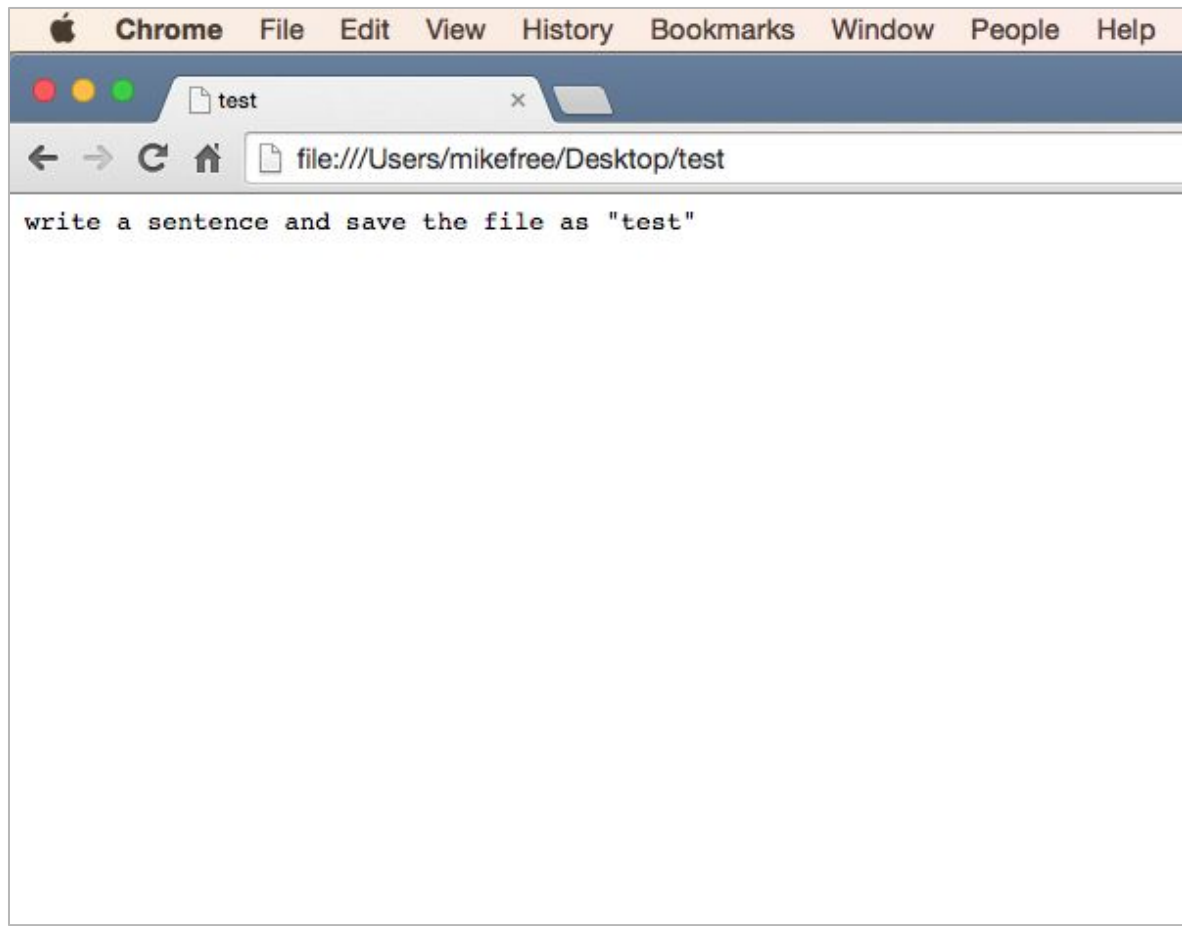 Chrome File Edit View History Bookmarks Window People Help
test
file:///Users/mikefree/Desktop/test
write a sentence and save the file as "test"